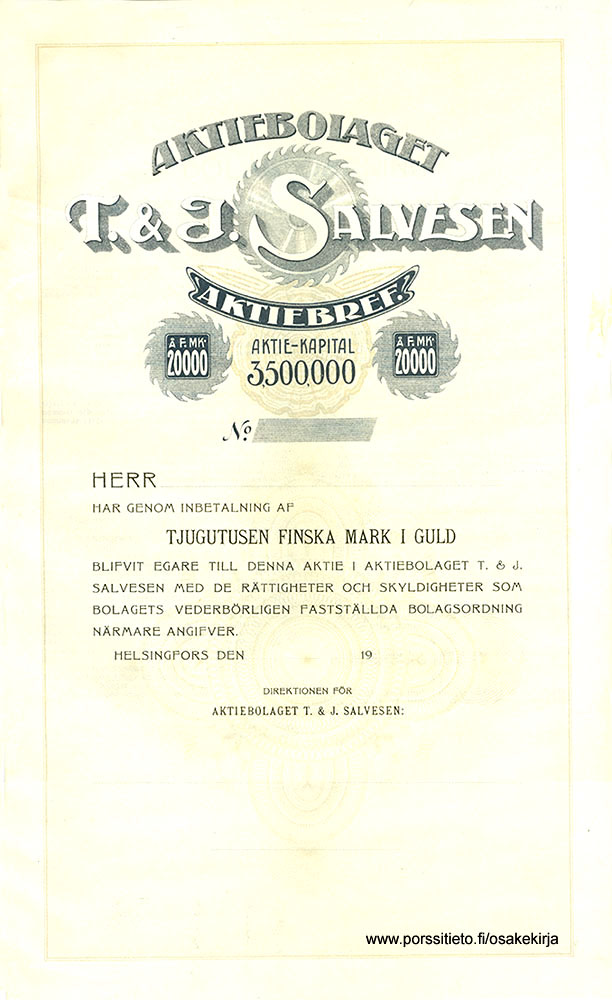 AKTIEBOLAGET
T. & J. SALVESEN
AKTIEBREF.
Å F. MK. 20000
AKTIE-KAPITAL
3,500,000
Å F. MK. 20000
No.
HERR
HAR GENOM INBETALNING AF
TJUGUTUSEN FINSKA MARK I GULD
BLIFVIT EGARE TILL DENNA AKTIE I AKTIEBOLAGET T. & J.
SALVESEN MED DE RÄTTIGHETER OCH SKYLDIGHETER SOM
BOLAGETS VEDERBÖRLIGEN FASTSTÄLLDA BOLAGSORDNING
NÄRMARE ANGIFVER.
HELSINGFORS DEN 19
DIREKTIONEN FÖR
AKTIEBOLAGET T. & J. SALVESEN:
www.porssitieto.fi/osakekirja